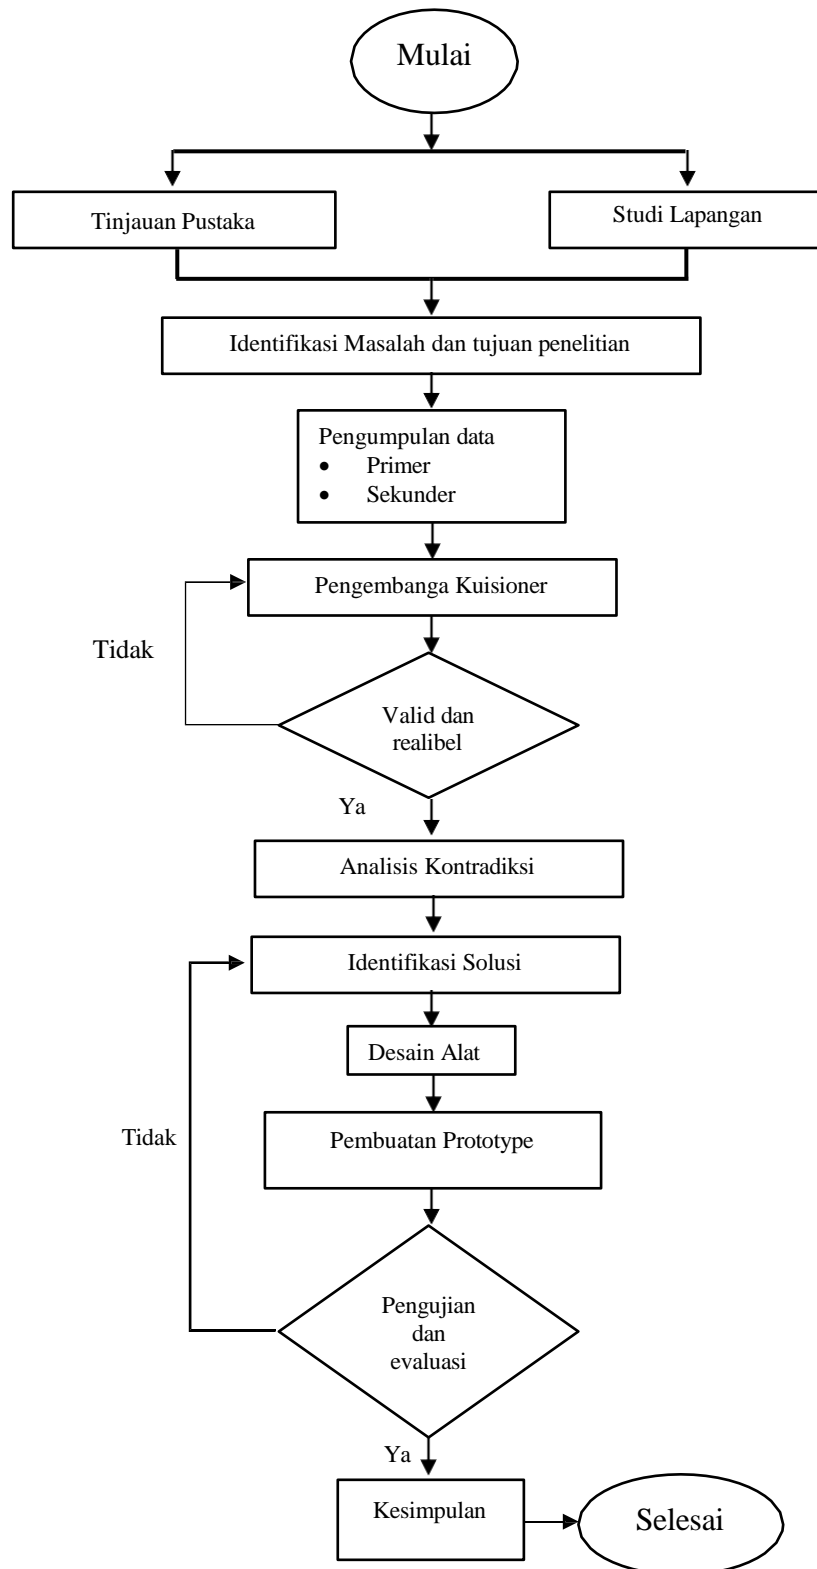 Mulai
Tinjauan Pustaka
Studi Lapangan
Identifikasi Masalah dan tujuan penelitian
Pengumpulan data
• Primer
• Sekunder
Pengembanga Kuisioner
Tidak
Valid dan
realibel
Ya
Analisis Kontradiksi
Identifikasi Solusi
Desain Alat
Tidak
Pembuatan Prototype
Pengujian
dan
evaluasi
Ya
Kesimpulan
Selesai